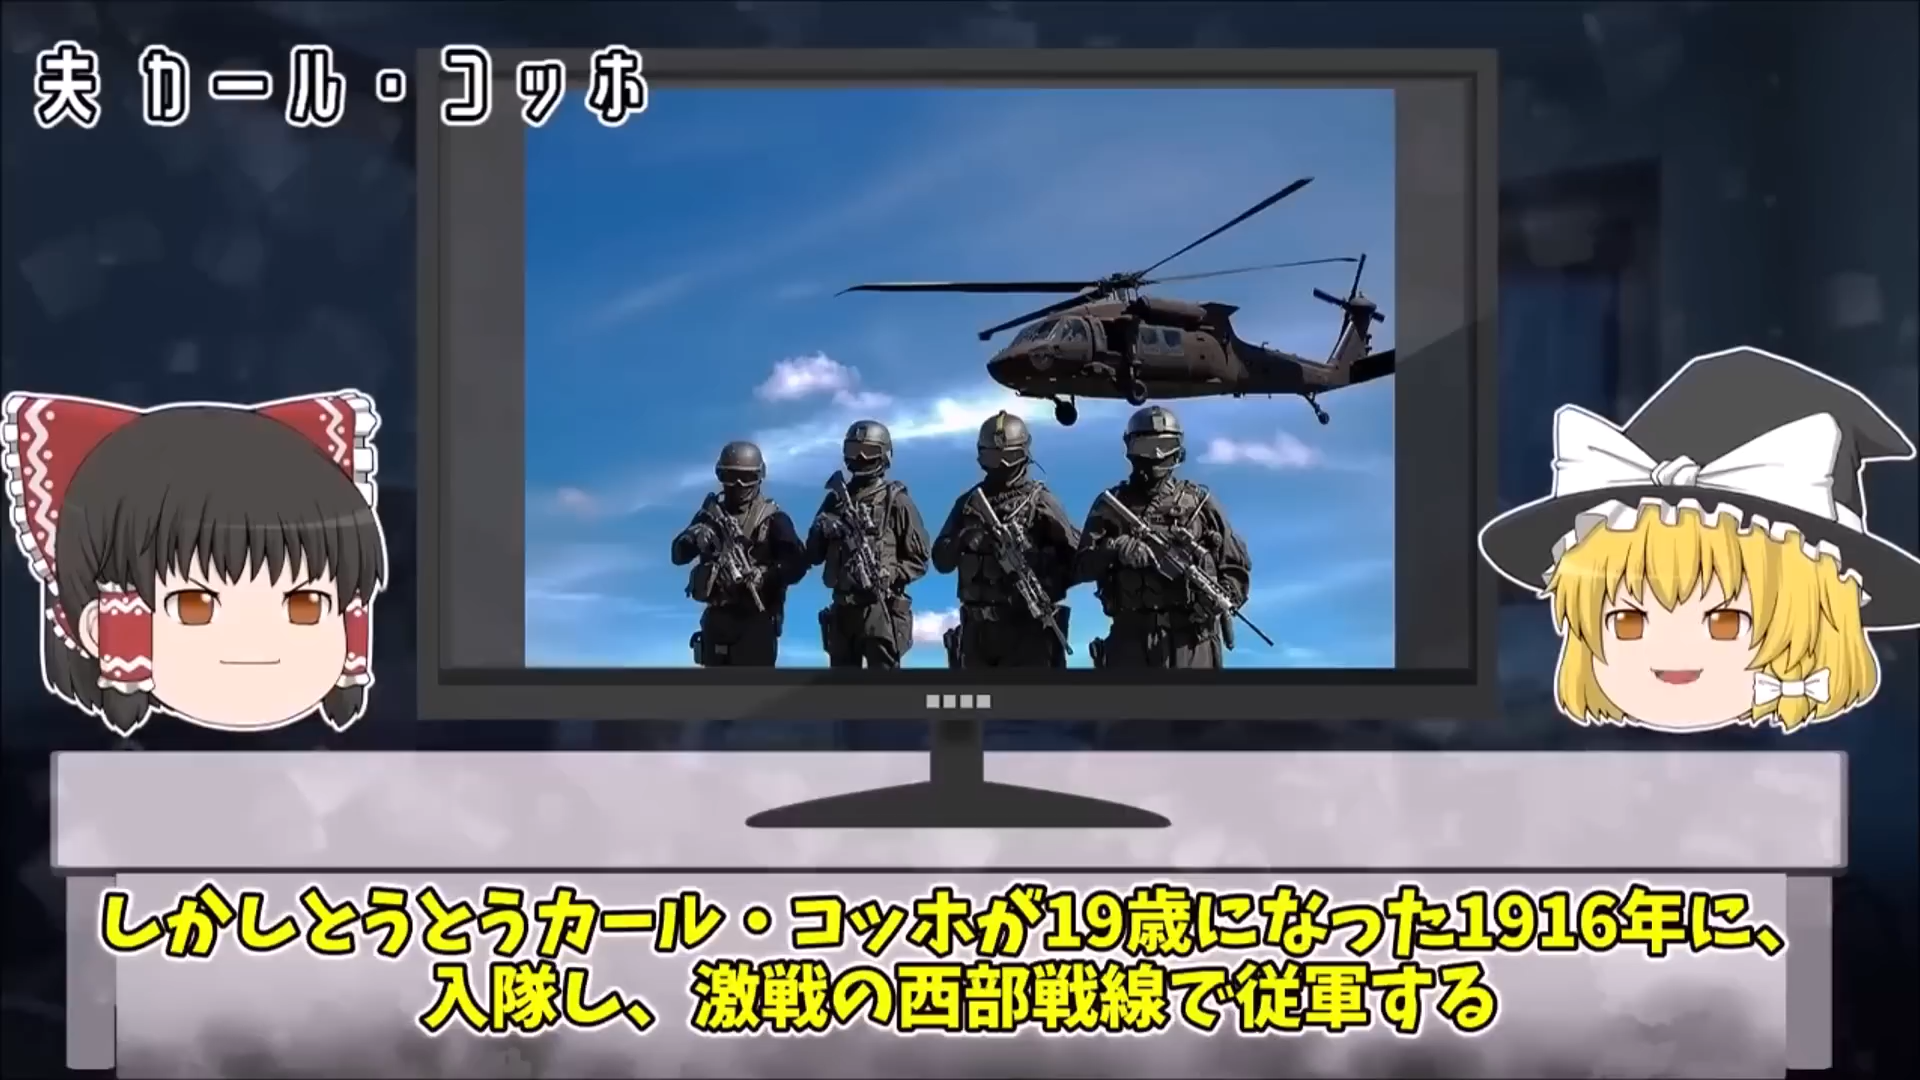 夫 カール・コッホ
しかしとうとうカール・コッホが19歳になった1916年に、
入隊し、激戦の西部戦線で従軍する